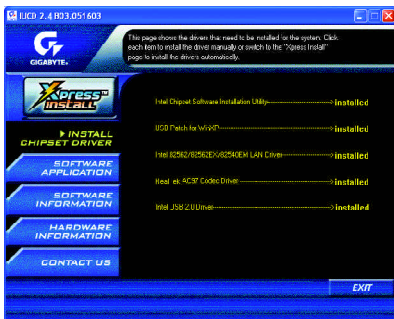 IUCD 2.4 B03.051603
GIGABYTE™
This page shows the drivers that need to be installed for the system. Click
each item to install the driver manually or switch to the "Xpress Install"
page to install the drivers automatically.
Xpress™
INSTALL
INSTALL
CHIPSET DRIVER
SOFTWARE
APPLICATION
SOFTWARE
INFORMATION
HARDWARE
INFORMATION
CONTACT US
Intel Chipset Software Installation Utility----------> installed
USD Patch for WinXP----------> installed
Intel 82562/82562EX/82540EM LAN Driver----------> installed
RealTek AC97 Codec Driver----------> installed
Intel USB 2.0 Driver----------> installed
EXIT